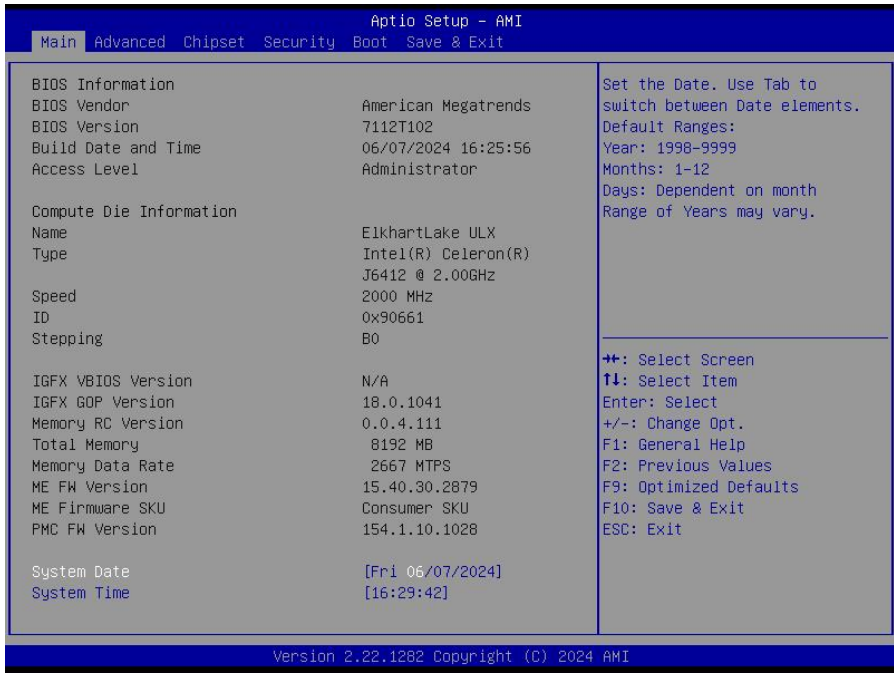 Aptio Setup – AMI
Main Advanced Chipset Security Boot Save & Exit
BIOS Information
BIOS Vendor American Megatrends
BIOS Version 7112T102
Build Date and Time 06/07/2024 16:25:56
Access Level Administrator
Compute Die Information
Name ElkhartLake ULX
Type Intel(R) Celeron(R)
J6412 @ 2.00GHz
Speed 2000 MHz
ID 0x90661
Stepping B0
IGFX VBIOS Version N/A
IGFX GOP Version 18.0.1041
Memory RC Version 0.0.4.111
Total Memory 8192 MB
Memory Data Rate 2667 MTPS
ME FW Version 15.40.30.2879
ME Firmware SKU Consumer SKU
PMC FW Version 154.1.10.1028
System Date [Fri 06/07/2024]
System Time [16:29:42]
Set the Date. Use Tab to
switch between Date elements.
Default Ranges:
Year: 1998-9999
Months: 1-12
Days: Dependent on month
Range of Years may vary.
→←: Select Screen
↑↓: Select Item
Enter: Select
+/-: Change Opt.
F1: General Help
F2: Previous Values
F9: Optimized Defaults
F10: Save & Exit
ESC: Exit
Version 2.22.1282 Copyright (C) 2024 AMI